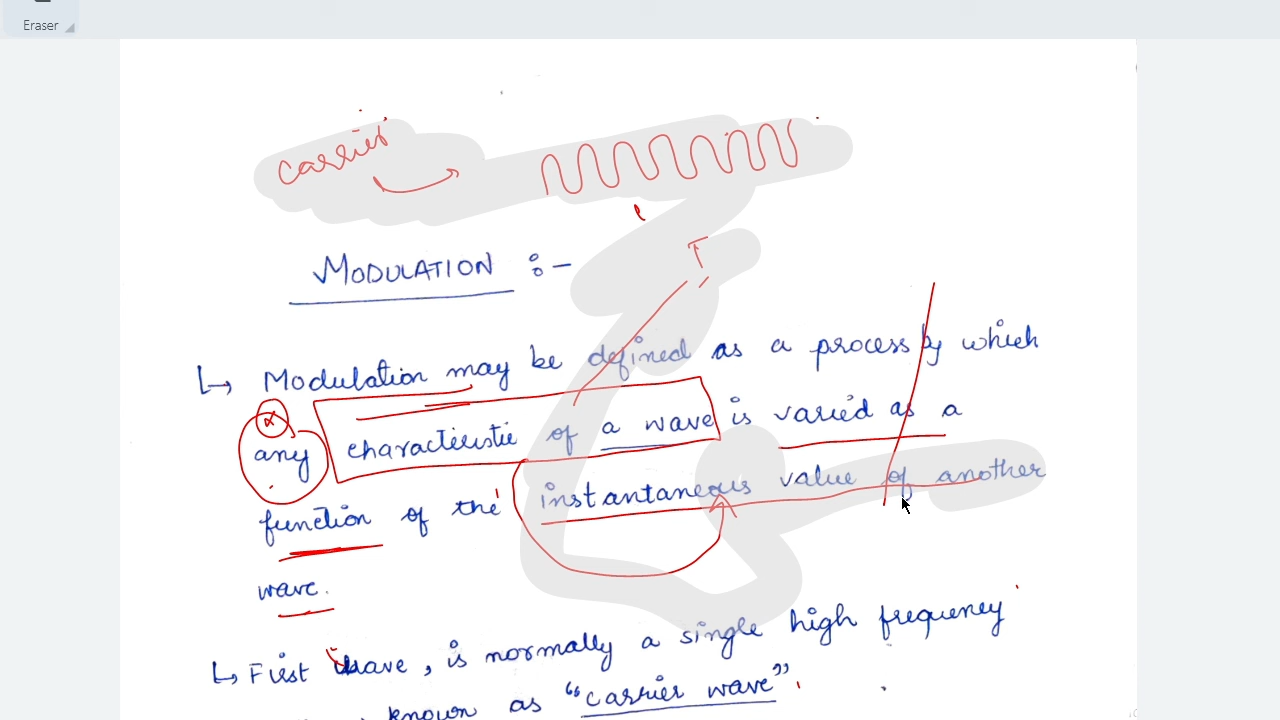 Eraser
carrier
MODULATION :-
↳ Modulation may be defined as a process by which
any characteristic of a wave is varied as a
function of the instantaneous value of another
wave.
↳ First wave, is normally a single high frequency
known as "carrier wave".